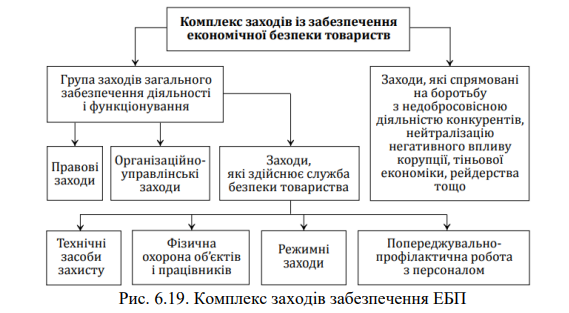 Комплекс заходів із забезпечення
економічної безпеки товариств
Група заходів загального
забезпечення діяльності
і функціонування
Заходи, які спрямовані
на боротьбу
з недобросовісною
діяльністю конкурентів,
нейтралізацію
негативного впливу
корупції, тіньової
економіки, рейдерства
тощо
Правові
заходи
Організаційно-
управлінські
заходи
Заходи,
які здійснює служба
безпеки товариства
Технічні
засоби
захисту
Фізична
охорона об'єктів
і працівників
Режимні
заходи
Попереджувально-
профілактична робота
з персоналом
Рис. 6.19. Комплекс заходів забезпечення ЕБП